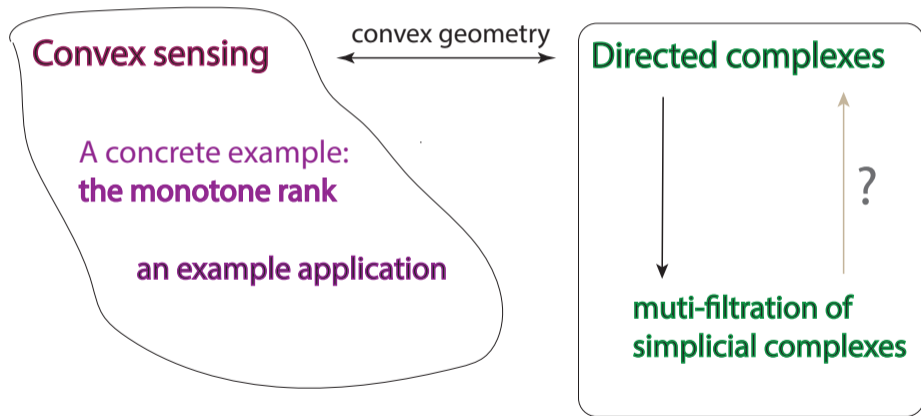 Convex sensing
convex geometry
Directed complexes
A concrete example:
the monotone rank
?
an example application
muti-filtration of
simplicial complexes